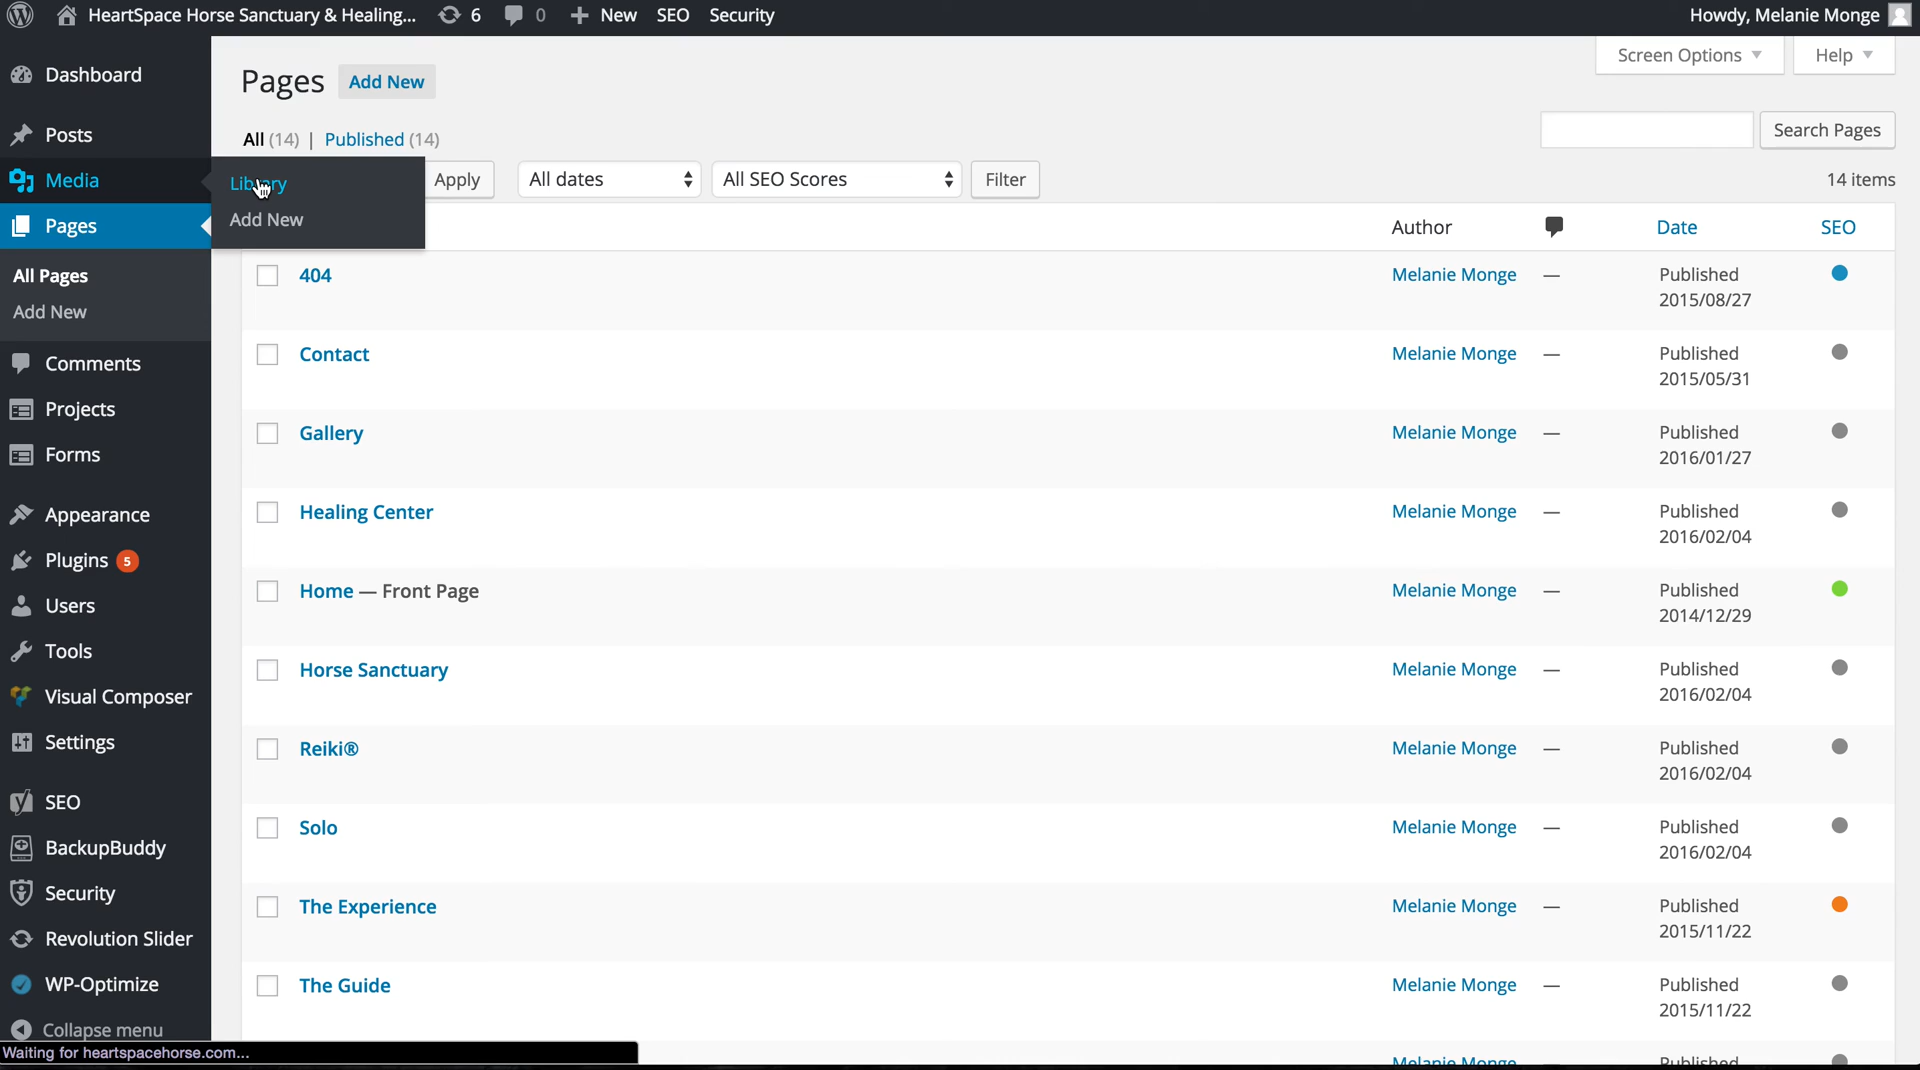 HeartSpace Horse Sanctuary & Healing... 6 0 New SEO Security Howdy, Melanie Monge
Screen Options Help
Dashboard
Posts
Media
Library
Add New
Pages
All Pages
Add New
Comments
Projects
Forms
Appearance
Plugins 5
Users
Tools
Visual Composer
Settings
SEO
BackupBuddy
Security
Revolution Slider
WP-Optimize
Collapse menu
Pages Add New
All (14) | Published (14)
Search Pages
Apply All dates All SEO Scores Filter 14 items
Author Date SEO
404 Melanie Monge — Published
2015/08/27
Contact Melanie Monge — Published
2015/05/31
Gallery Melanie Monge — Published
2016/01/27
Healing Center Melanie Monge — Published
2016/02/04
Home — Front Page Melanie Monge — Published
2014/12/29
Horse Sanctuary Melanie Monge — Published
2016/02/04
Reiki® Melanie Monge — Published
2016/02/04
Solo Melanie Monge — Published
2016/02/04
The Experience Melanie Monge — Published
2015/11/22
The Guide Melanie Monge — Published
2015/11/22
Melanie Monge Published
Waiting for heartspacehorse.com...